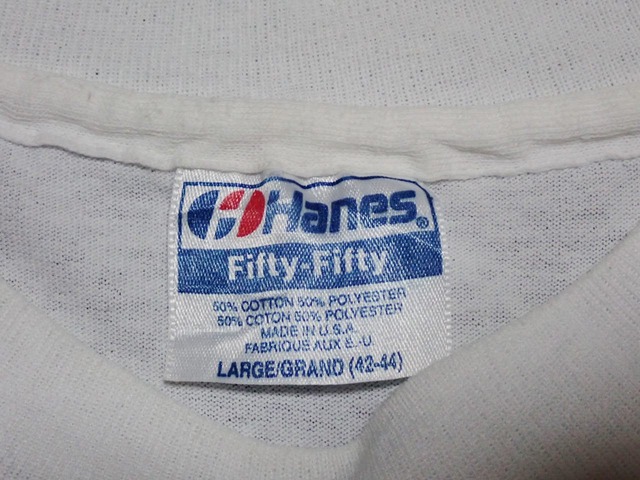 Hanes®
Fifty-Fifty
50% COTTON 50% POLYESTER
50% COTON 50% POLYESTER
MADE IN U.S.A.
FABRIQUE AUX É.-U.
LARGE/GRAND (42-44)